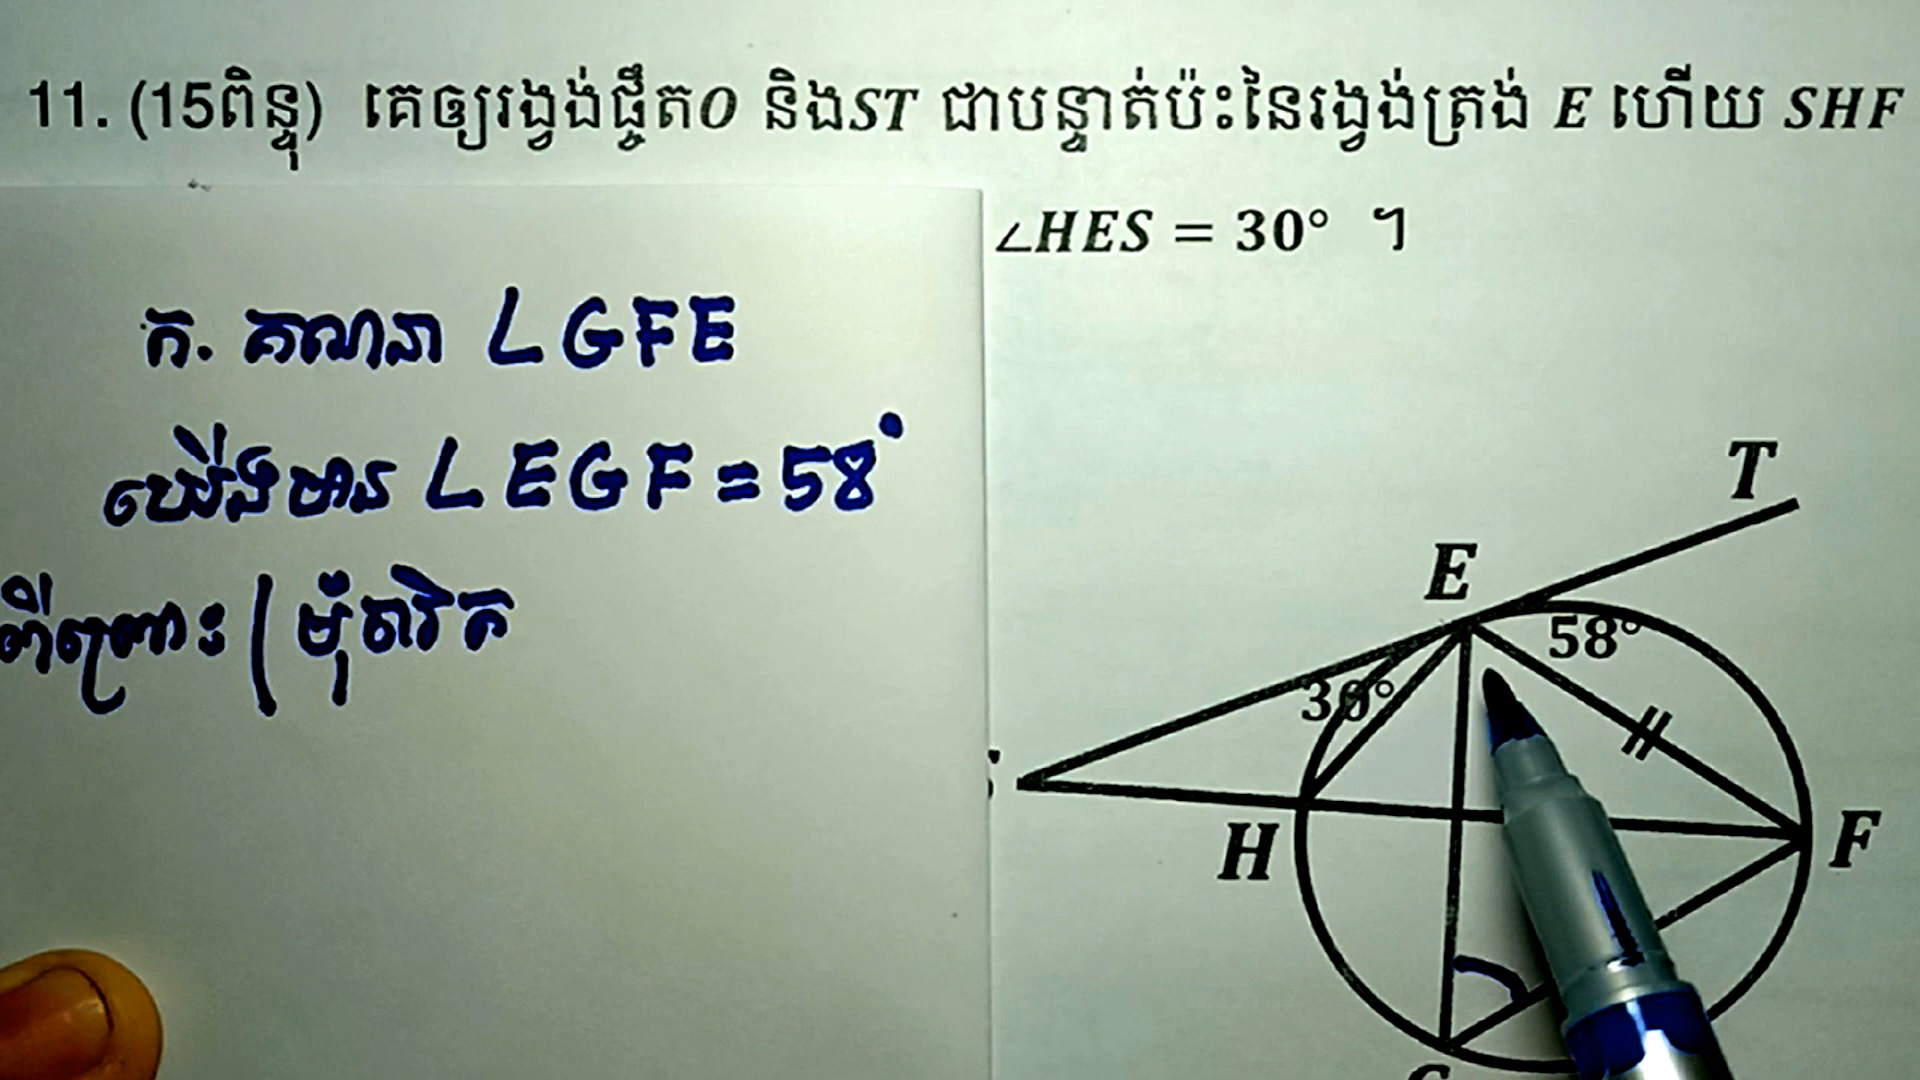 11. (15ពិន្ទុ) គេឲ្យរង្វង់ផ្ចឹតO និងST ជាបន្ទាត់ប៉ះនៃរង្វង់ត្រង់ E ហើយ SHF
∠HES = 30° ។
ក. គណនា ∠GFE
យើងមាន ∠EGF = 58°
ពីព្រោះ (មុំចារឹក
T
E
58°
30°
H
F